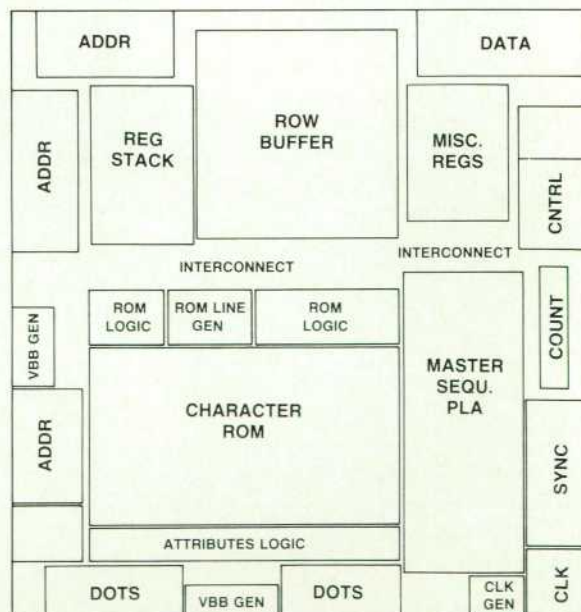 ADDR
DATA
ROW
BUFFER
REG
STACK
MISC.
REGS
ADDR
CNTRL
INTERCONNECT
INTERCONNECT
ROM
LOGIC
ROM LINE
GEN
ROM
LOGIC
VBB GEN
COUNT
MASTER
SEQU.
PLA
CHARACTER
ROM
ADDR
SYNC
ATTRIBUTES LOGIC
DOTS
VBB GEN
DOTS
CLK
GEN
CLK